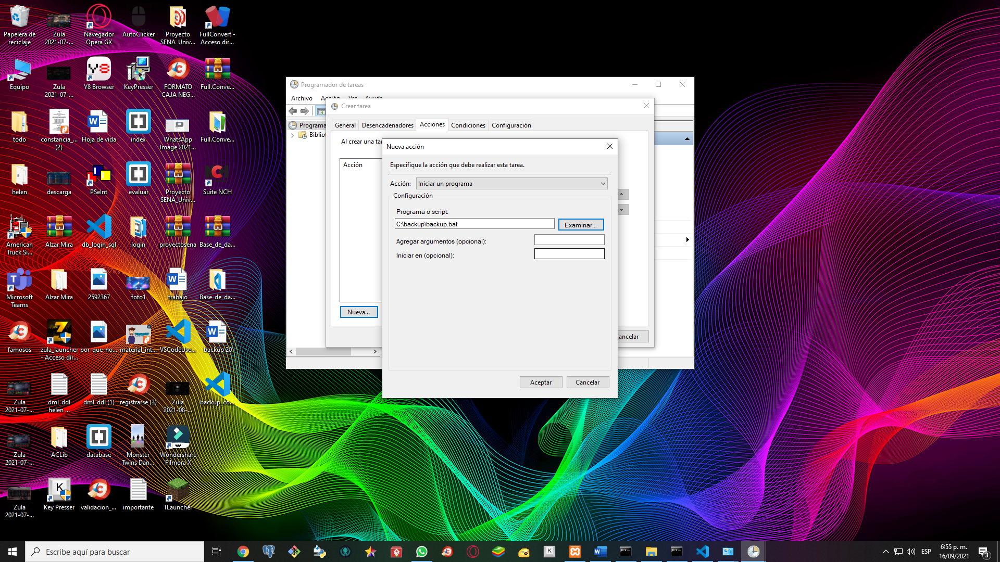 Papelera de
reciclaje
Zula
2021-07-...
Navegador
Opera GX
AutoClicker
Proyecto
SENA_Univ...
FullConvert -
Acceso dir...
Equipo
Zula
2021-07-...
Y8 Browser
KeyPresser
FORMATO
CAJA NEG...
Full.Conve...
todo
constancia_...
(2)
Hoja de vida
index
WhatsApp
Image 2021...
Full.Conve...
helen
descarga
PSeInt
evaluar
Proyecto
SENA_Univ...
Suite NCH
American
Truck Si...
Alzar Mira
db_login_sql
login
proyectosena
Base_de_da...
Microsoft
Teams
Alzar Mira
2592367
foto1
trabajo
Base_de_da...
famosos
zula_launcher
- Acceso dir...
por-que-no...
material_int...
VSCodeUse...
backup 20
Zula
2021-07-...
dml_ddl
helen ...
dml_ddl (1)
registrarse (3)
Zula
2021-08-...
backup_co...
Zula
2021-07-...
ACLib
database
Monster
Twins Dan...
Wondershare
Filmora X
Zula
2021-07-...
Key Presser
validacion_...
importante
TLauncher
Programador de tareas
Archivo Acción Ver Ayuda
Programa
Bibliot
Crear tarea
General Desencadenadores Acciones Condiciones Configuración
Al crear una tar
Acción
Nueva...
Cancelar
Nueva acción
Especifique la acción que debe realizar esta tarea.
Acción: Iniciar un programa
Configuración
Programa o script:
C:\backup\backup.bat Examinar...
Agregar argumentos (opcional):
Iniciar en (opcional):
Aceptar Cancelar
Escribe aquí para buscar
ESP
6:55 p. m.
16/09/2021
3